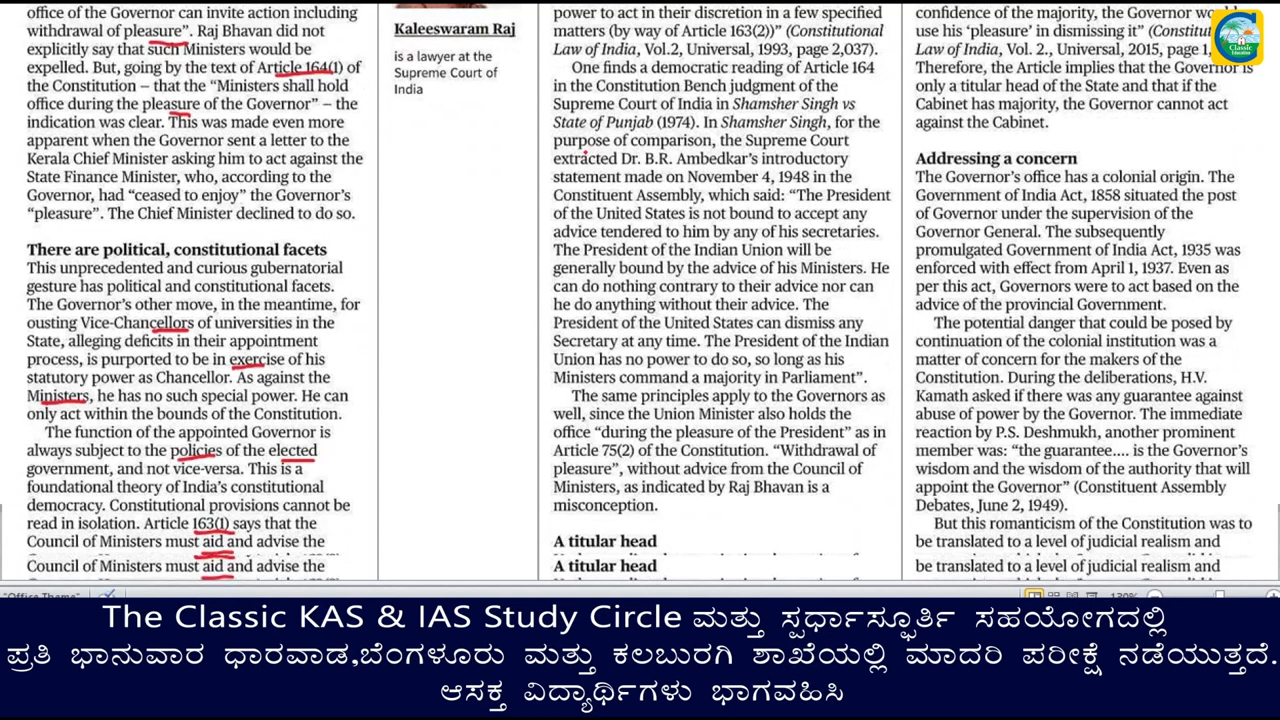 office of the Governor can invite action including
withdrawal of pleasure”. Raj Bhavan did not
explicitly say that such Ministers would be
expelled. But, going by the text of Article 164(1) of
the Constitution – that the “Ministers shall hold
office during the pleasure of the Governor” – the
indication was clear. This was made even more
apparent when the Governor sent a letter to the
Kerala Chief Minister asking him to act against the
State Finance Minister, who, according to the
Governor, had “ceased to enjoy” the Governor’s
“pleasure”. The Chief Minister declined to do so.
There are political, constitutional facets
This unprecedented and curious gubernatorial
gesture has political and constitutional facets.
The Governor’s other move, in the meantime, for
ousting Vice-Chancellors of universities in the
State, alleging deficits in their appointment
process, is purported to be in exercise of his
statutory power as Chancellor. As against the
Ministers, he has no such special power. He can
only act within the bounds of the Constitution.
The function of the appointed Governor is
always subject to the policies of the elected
government, and not vice-versa. This is a
foundational theory of India’s constitutional
democracy. Constitutional provisions cannot be
read in isolation. Article 163(1) says that the
Council of Ministers must aid and advise the
Council of Ministers must aid and advise the
Kaleeswaram Raj
is a lawyer at the
Supreme Court of
India
power to act in their discretion in a few specified
matters (by way of Article 163(2))” (Constitutional
Law of India, Vol.2, Universal, 1993, page 2,037).
One finds a democratic reading of Article 164
in the Constitution Bench judgment of the
Supreme Court of India in Shamsher Singh vs
State of Punjab (1974). In Shamsher Singh, for the
purpose of comparison, the Supreme Court
extracted Dr. B.R. Ambedkar’s introductory
statement made on November 4, 1948 in the
Constituent Assembly, which said: “The President
of the United States is not bound to accept any
advice tendered to him by any of his secretaries.
The President of the Indian Union will be
generally bound by the advice of his Ministers. He
can do nothing contrary to their advice nor can
he do anything without their advice. The
President of the United States can dismiss any
Secretary at any time. The President of the Indian
Union has no power to do so, so long as his
Ministers command a majority in Parliament”.
The same principles apply to the Governors as
well, since the Union Minister also holds the
office “during the pleasure of the President” as in
Article 75(2) of the Constitution. “Withdrawal of
pleasure”, without advice from the Council of
Ministers, as indicated by Raj Bhavan is a
misconception.
A titular head
A titular head
confidence of the majority, the Governor would
use his ‘pleasure’ in dismissing it”
Law of India, Vol. 2., Universal, 2015, page 1,
Therefore, the Article implies that the Governor is
only a titular head of the State and that if the
Cabinet has majority, the Governor cannot act
against the Cabinet.
Addressing a concern
The Governor’s office has a colonial origin. The
Government of India Act, 1858 situated the post
of Governor under the supervision of the
Governor General. The subsequently
promulgated Government of India Act, 1935 was
enforced with effect from April 1, 1937. Even as
per this act, Governors were to act based on the
advice of the provincial Government.
The potential danger that could be posed by
continuation of the colonial institution was a
matter of concern for the makers of the
Constitution. During the deliberations, H.V.
Kamath asked if there was any guarantee against
abuse of power by the Governor. The immediate
reaction by P.S. Deshmukh, another prominent
member was: “the guarantee.... is the Governor’s
wisdom and the wisdom of the authority that will
appoint the Governor” (Constituent Assembly
Debates, June 2, 1949).
But this romanticism of the Constitution was to
be translated to a level of judicial realism and
be translated to a level of judicial realism and
Classic
Education
130%
The Classic KAS & IAS Study Circle ಮತ್ತು ಸ್ಪರ್ಧಾಸ್ಫೂರ್ತಿ ಸಹಯೋಗದಲ್ಲಿ
ಪ್ರತಿ ಭಾನುವಾರ ಧಾರವಾಡ,ಬೆಂಗಳೂರು ಮತ್ತು ಕಲಬುರಗಿ ಶಾಖೆಯಲ್ಲಿ ಮಾದರಿ ಪರೀಕ್ಷೆ ನಡೆಯುತ್ತದೆ.
ಆಸಕ್ತ ವಿದ್ಯಾರ್ಥಿಗಳು ಭಾಗವಹಿಸಿ